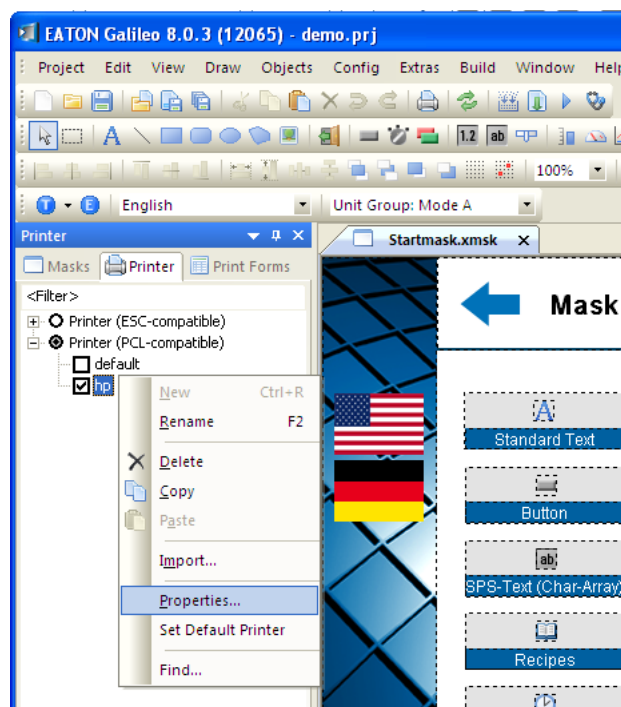 EATON Galileo 8.0.3 (12065) - demo.prj
Project Edit View Draw Objects Config Extras Build Window Help
A 1.2 ab
100%
T E English Unit Group: Mode A
Printer
Startmask.xmsk
Masks Printer Print Forms
<Filter>
Printer (ESC-compatible)
Printer (PCL-compatible)
default
hp
New Ctrl+R
Rename F2
Delete
Copy
Paste
Import...
Properties...
Set Default Printer
Find...
Mask
A
Standard Text
Button
ab
SPS-Text (Char-Array)
Recipes